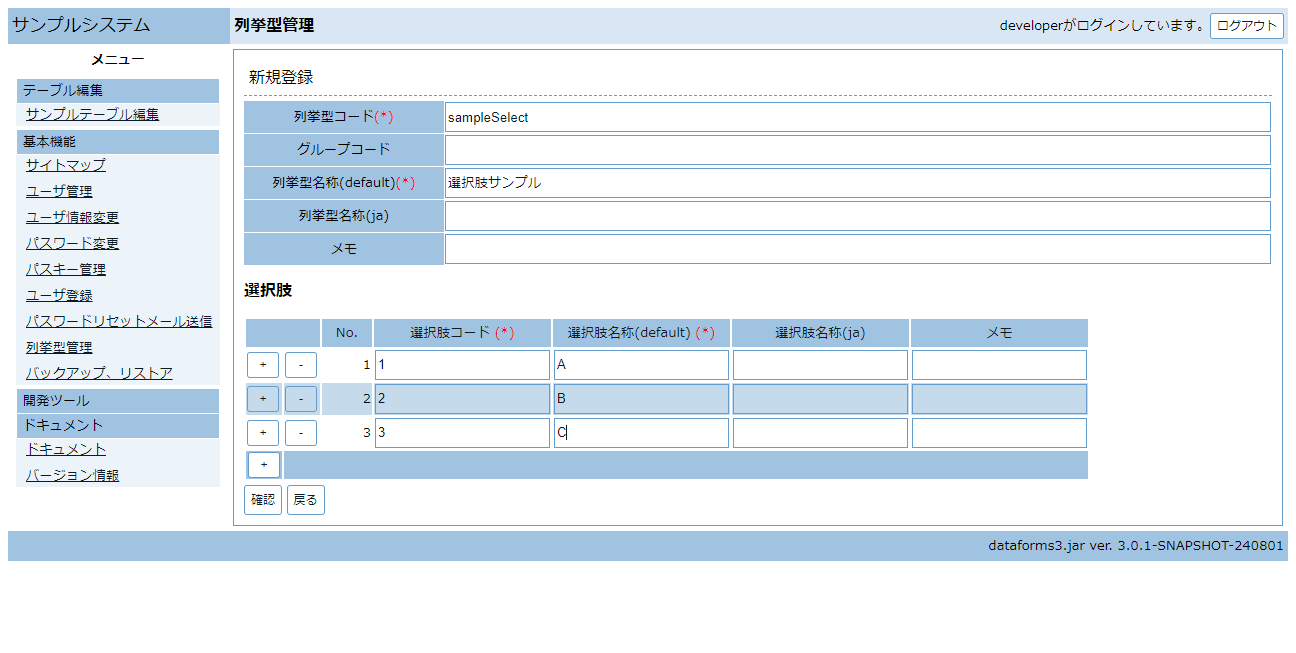 サンプルシステム
列挙型管理
developerがログインしています。 ログアウト
メニュー
テーブル編集
サンプルテーブル編集
基本機能
サイトマップ
ユーザ管理
ユーザ情報変更
パスワード変更
パスキー管理
ユーザ登録
パスワードリセットメール送信
列挙型管理
バックアップ、リストア
開発ツール
ドキュメント
ドキュメント
バージョン情報
新規登録
列挙型コード(*) sampleSelect
グループコード
列挙型名称(default)(*) 選択肢サンプル
列挙型名称(ja)
メモ
選択肢
No. 選択肢コード (*) 選択肢名称(default) (*) 選択肢名称(ja) メモ
+ - 1 1 A
+ - 2 2 B
+ - 3 3 C
+
確認 戻る
dataforms3.jar ver. 3.0.1-SNAPSHOT-240801